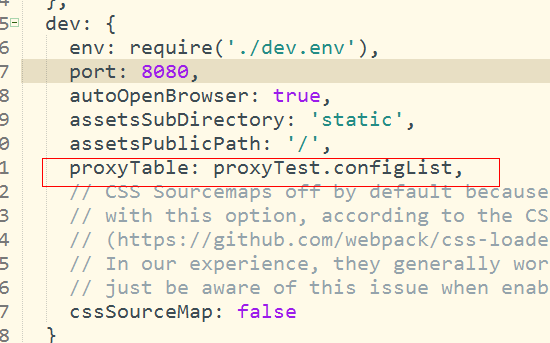 4 },
5 dev: {
6 env: require('./dev.env'),
7 port: 8080,
8 autoOpenBrowser: true,
9 assetsSubDirectory: 'static',
0 assetsPublicPath: '/',
1 proxyTable: proxyTest.configList,
2 // CSS Sourcemaps off by default because
3 // with this option, according to the CS
4 // (https://github.com/webpack/css-loade
5 // In our experience, they generally wor
6 // just be aware of this issue when enab
7 cssSourceMap: false
8 }